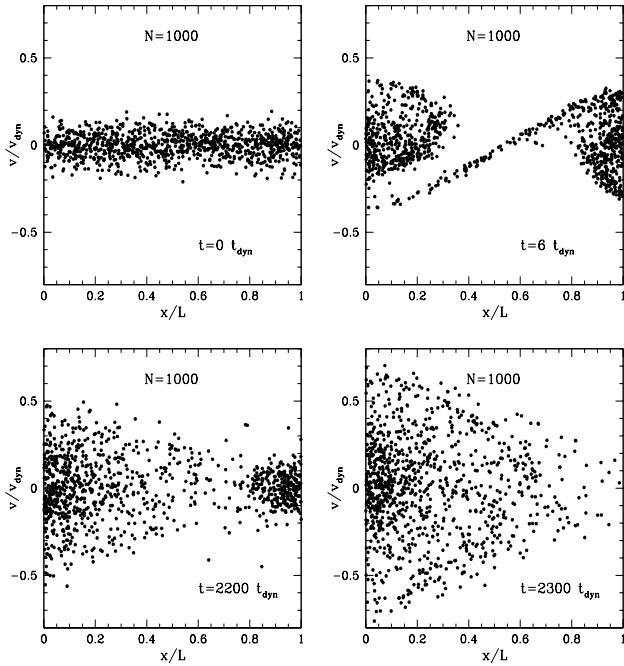 N=1000
0.5
0
-0.5
v/v_dyn
t=0 t_dyn
0 0.2 0.4 0.6 0.8 1
x/L
N=1000
0.5
0
-0.5
v/v_dyn
t=6 t_dyn
0 0.2 0.4 0.6 0.8 1
x/L
N=1000
0.5
0
-0.5
v/v_dyn
t=2200 t_dyn
0 0.2 0.4 0.6 0.8 1
x/L
N=1000
0.5
0
-0.5
v/v_dyn
t=2300 t_dyn
0 0.2 0.4 0.6 0.8 1
x/L